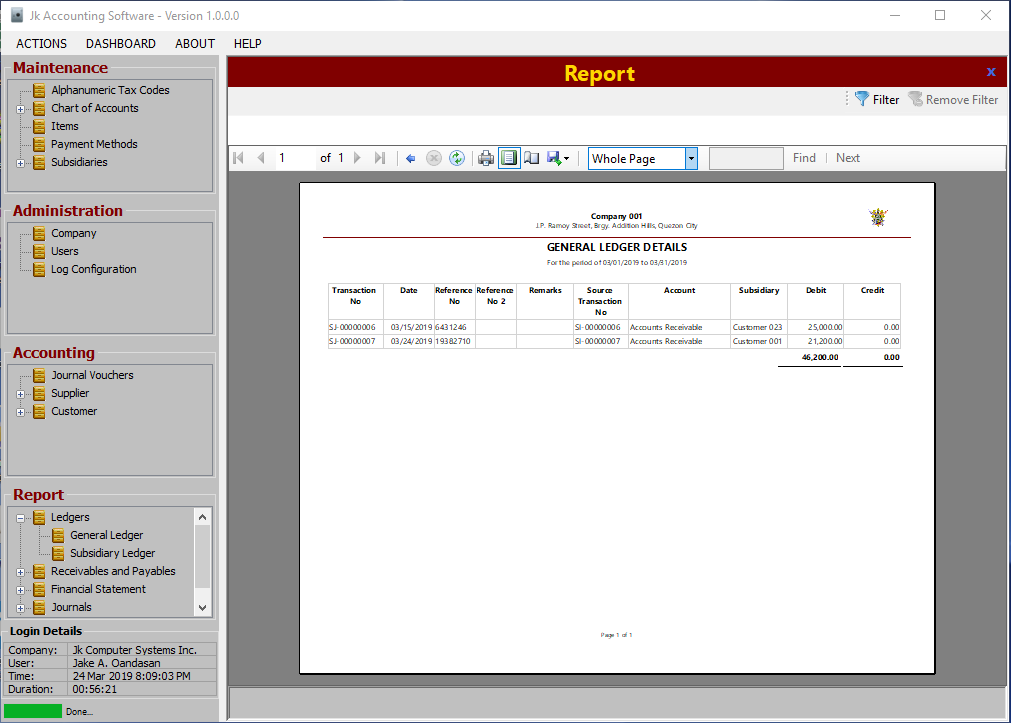 Jk Accounting Software - Version 1.0.0.0
ACTIONS DASHBOARD ABOUT HELP
Maintenance
Alphanumeric Tax Codes
Chart of Accounts
Items
Payment Methods
Subsidiaries
Administration
Company
Users
Log Configuration
Accounting
Journal Vouchers
Supplier
Customer
Report
Ledgers
General Ledger
Subsidiary Ledger
Receivables and Payables
Financial Statement
Journals
Login Details
Company: Jk Computer Systems Inc.
User: Jake A. Oandasan
Time: 24 Mar 2019 8:09:03 PM
Duration: 00:56:21
Done...
Report x
Filter Remove Filter
1 of 1 Whole Page Find Next
Company 001
J.P. Ramoy Street, Brgy. Addition Hills, Quezon City
GENERAL LEDGER DETAILS
For the period of 03/01/2019 to 03/31/2019
Transaction No Date Reference No Reference No 2 Remarks Source Transaction No Account Subsidiary Debit Credit
SJ-00000006 03/15/2019 6431246 SI-00000006 Accounts Receivable Customer 023 25,000.00 0.00
SJ-00000007 03/24/2019 19382710 SI-00000007 Accounts Receivable Customer 001 21,200.00 0.00
46,200.00 0.00
Page 1 of 1